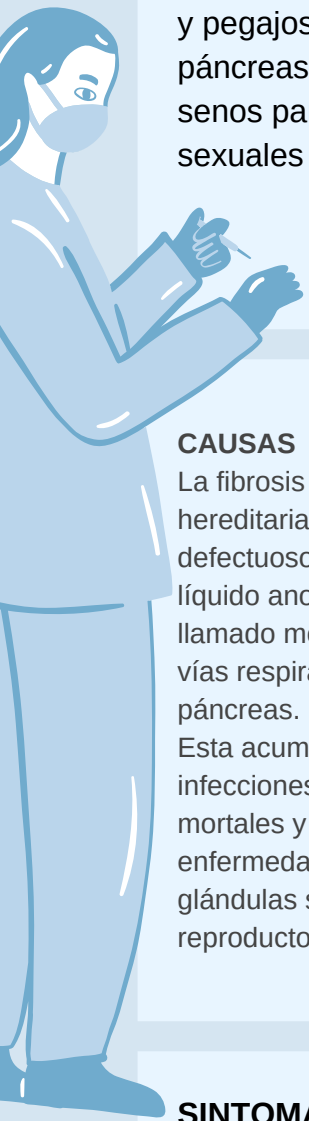 y pegajos
páncreas
senos pa
sexuales
CAUSAS
La fibrosis
hereditaria
defectuoso
líquido ano
llamado mo
vías respira
páncreas.
Esta acum
infecciones
mortales y
enfermeda
glándulas s
reproducto
SINTOMA